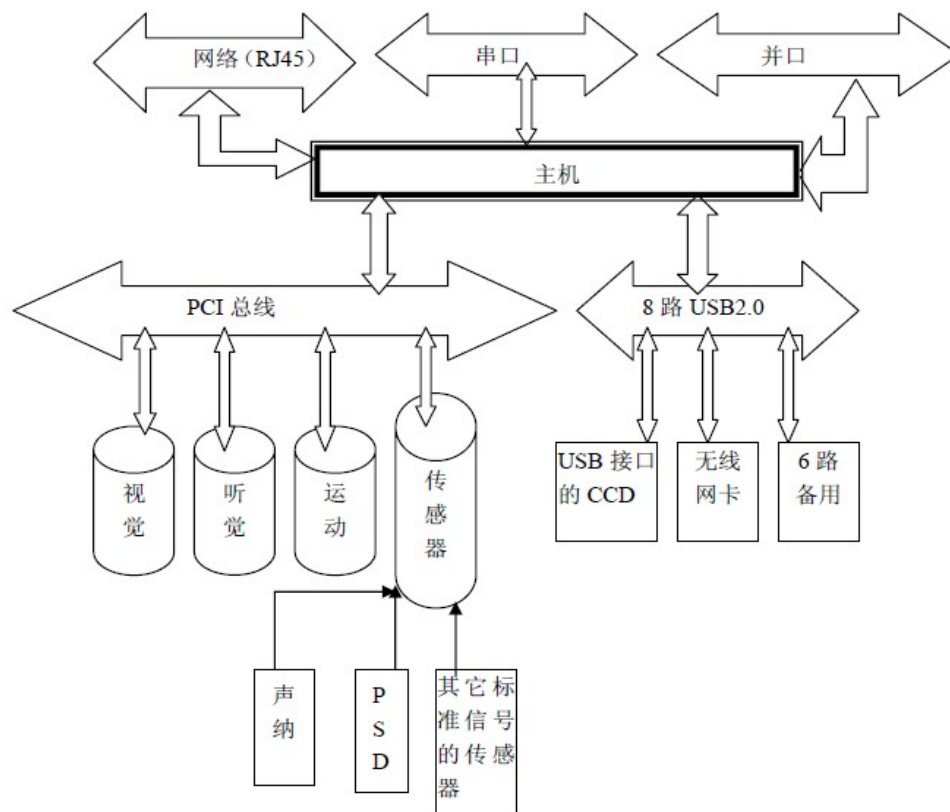 网络（RJ45）
串口
并口
主机
PCI 总线
8 路 USB2.0
视
觉
听
觉
运
动
传
感
器
USB 接口
的 CCD
无线
网卡
6 路
备用
声
纳
P
S
D
其它标
准信号
的传感
器